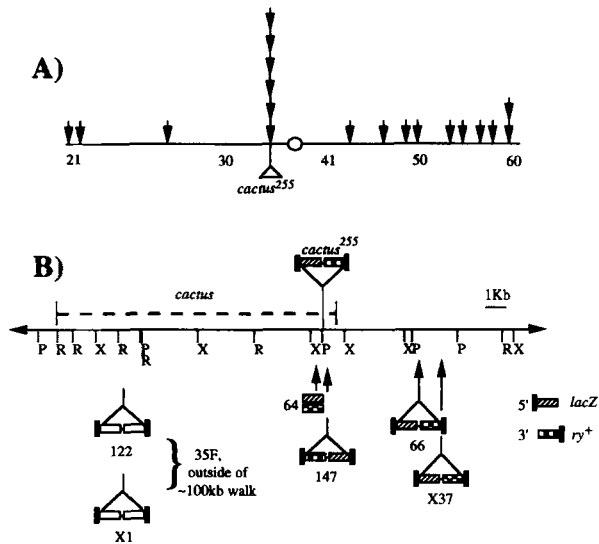 A)
21 30 41 50 60
cactus255
B)
cactus255
cactus
1Kb
P R R X R P R X R X P X X P P R X
64
147
66
X37
5' lacZ
3' ry+
122
X1
35F,
outside of
~100kb walk